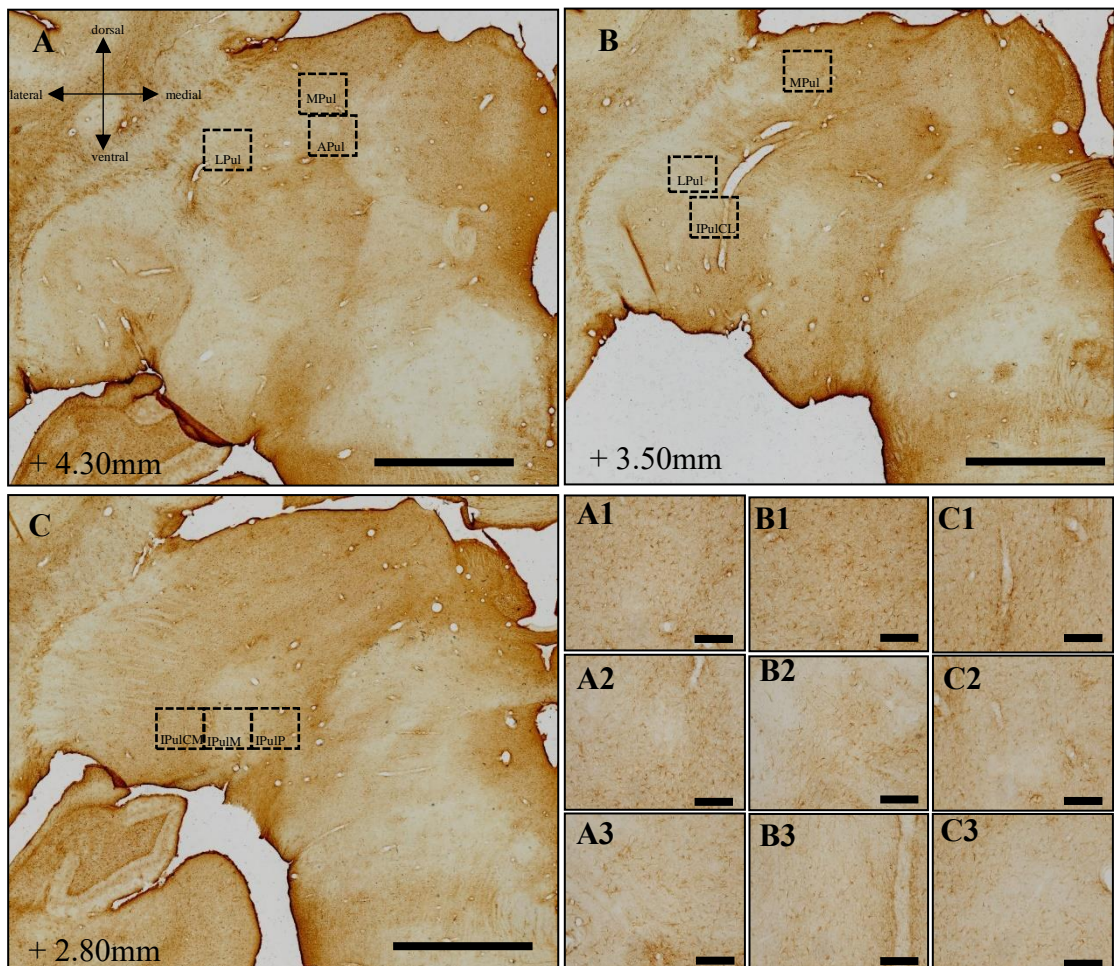 A
dorsal
lateral
medial
ventral
MPul
APul
LPul
+ 4.30mm
B
MPul
LPul
IPulCL
+ 3.50mm
C
IPulCM
IPulM
IPulP
+ 2.80mm
A1
B1
C1
A2
B2
C2
A3
B3
C3